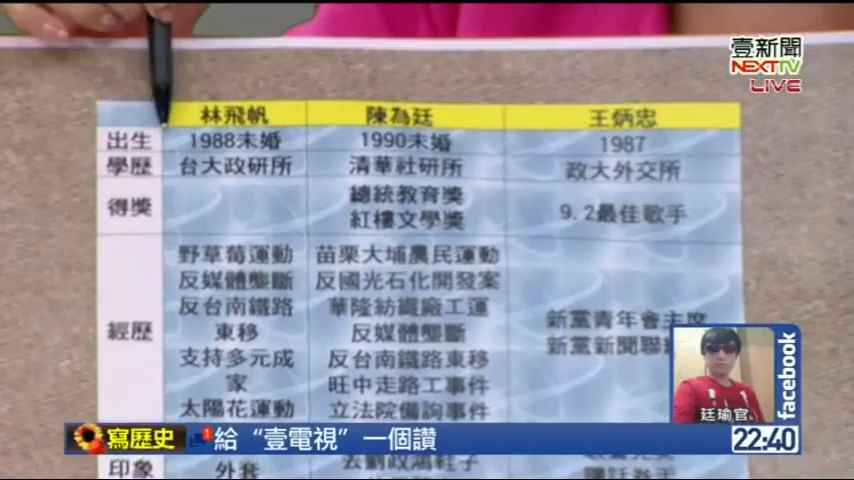 壹新聞
NEXTTV
LIVE
林飛帆 陳為廷 王炳忠
出生 1988未婚 1990未婚 1987
學歷 台大政研所 清華社研所 政大外交所
得獎 總統教育獎 紅樓文學獎 9.2最佳歌手
經歷
野草莓運動
反媒體壟斷
反台南鐵路
東移
支持多元成
家
太陽花運動
苗栗大埔農民運動
反國光石化開發案
華隆紡織廠工運
反媒體壟斷
反台南鐵路東移
旺中走路工事件
立法院備詢事件
新黨青年會主席
新黨新聞聯
facebook
廷瑜官
寫歷史 1 給“壹電視”一個讚
22:40
印象 外套
去劉政鴻鞋子